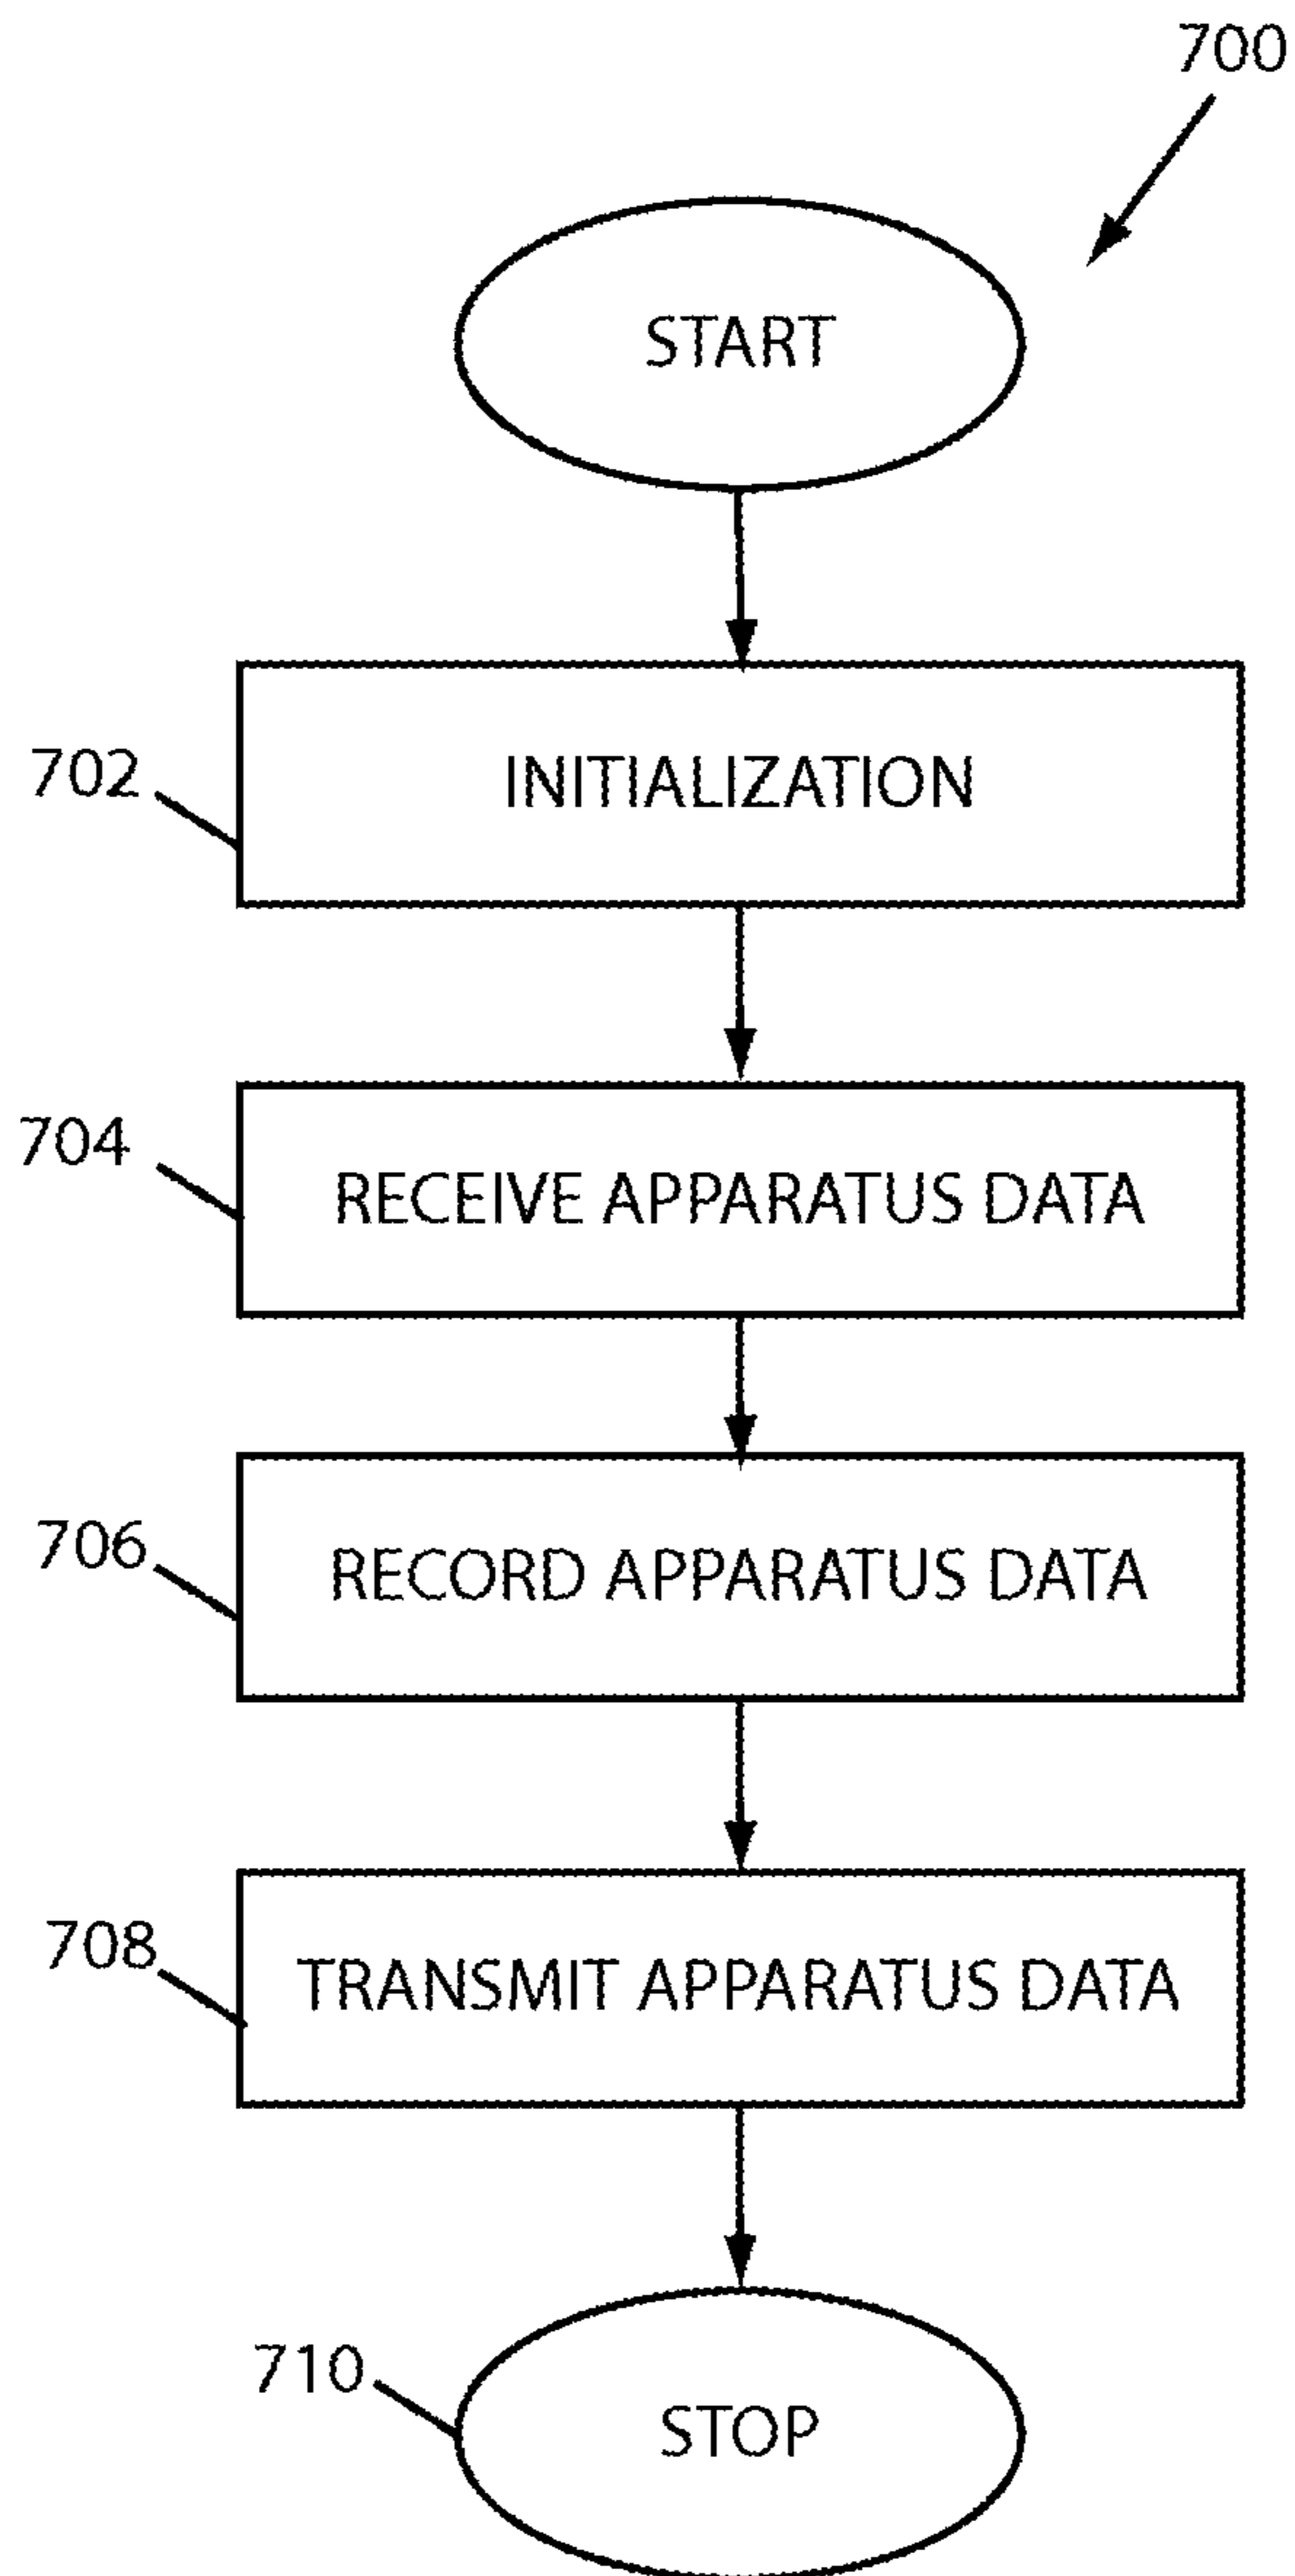 700
START
702
INITIALIZATION
704
RECEIVE APPARATUS DATA
706
RECORD APPARATUS DATA
708
TRANSMIT APPARATUS DATA
710
STOP